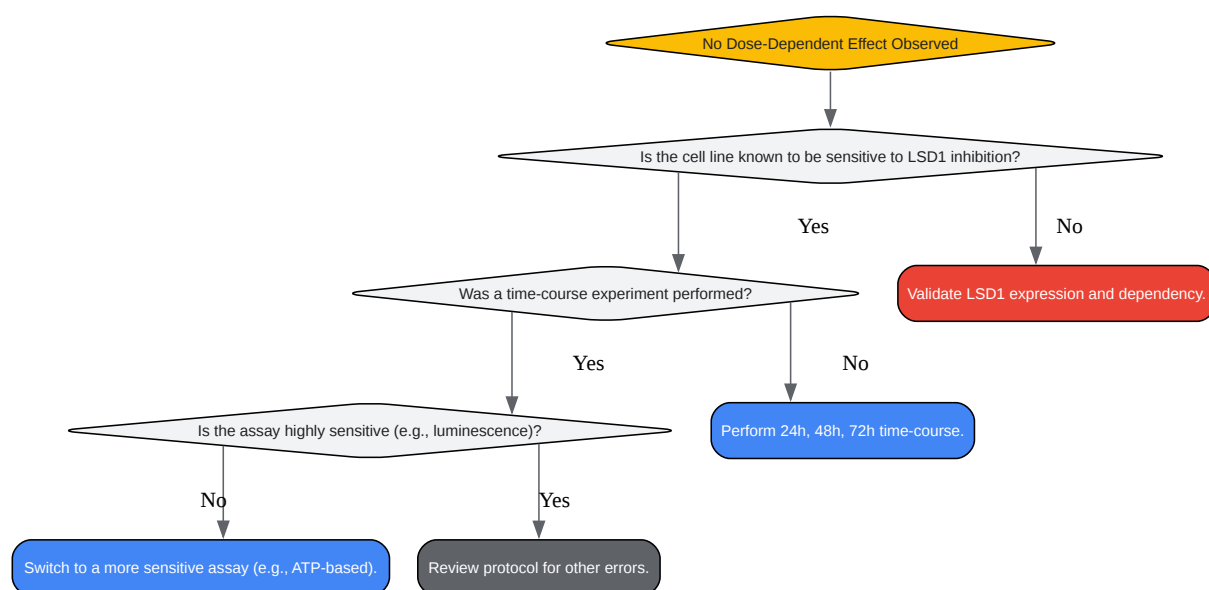 No Dose-Dependent Effect Observed
Is the cell line known to be sensitive to LSD1 inhibition?
Yes
No
Was a time-course experiment performed?
Validate LSD1 expression and dependency.
Yes
No
Is the assay highly sensitive (e.g., luminescence)?
Perform 24h, 48h, 72h time-course.
No
Yes
Switch to a more sensitive assay (e.g., ATP-based).
Review protocol for other errors.